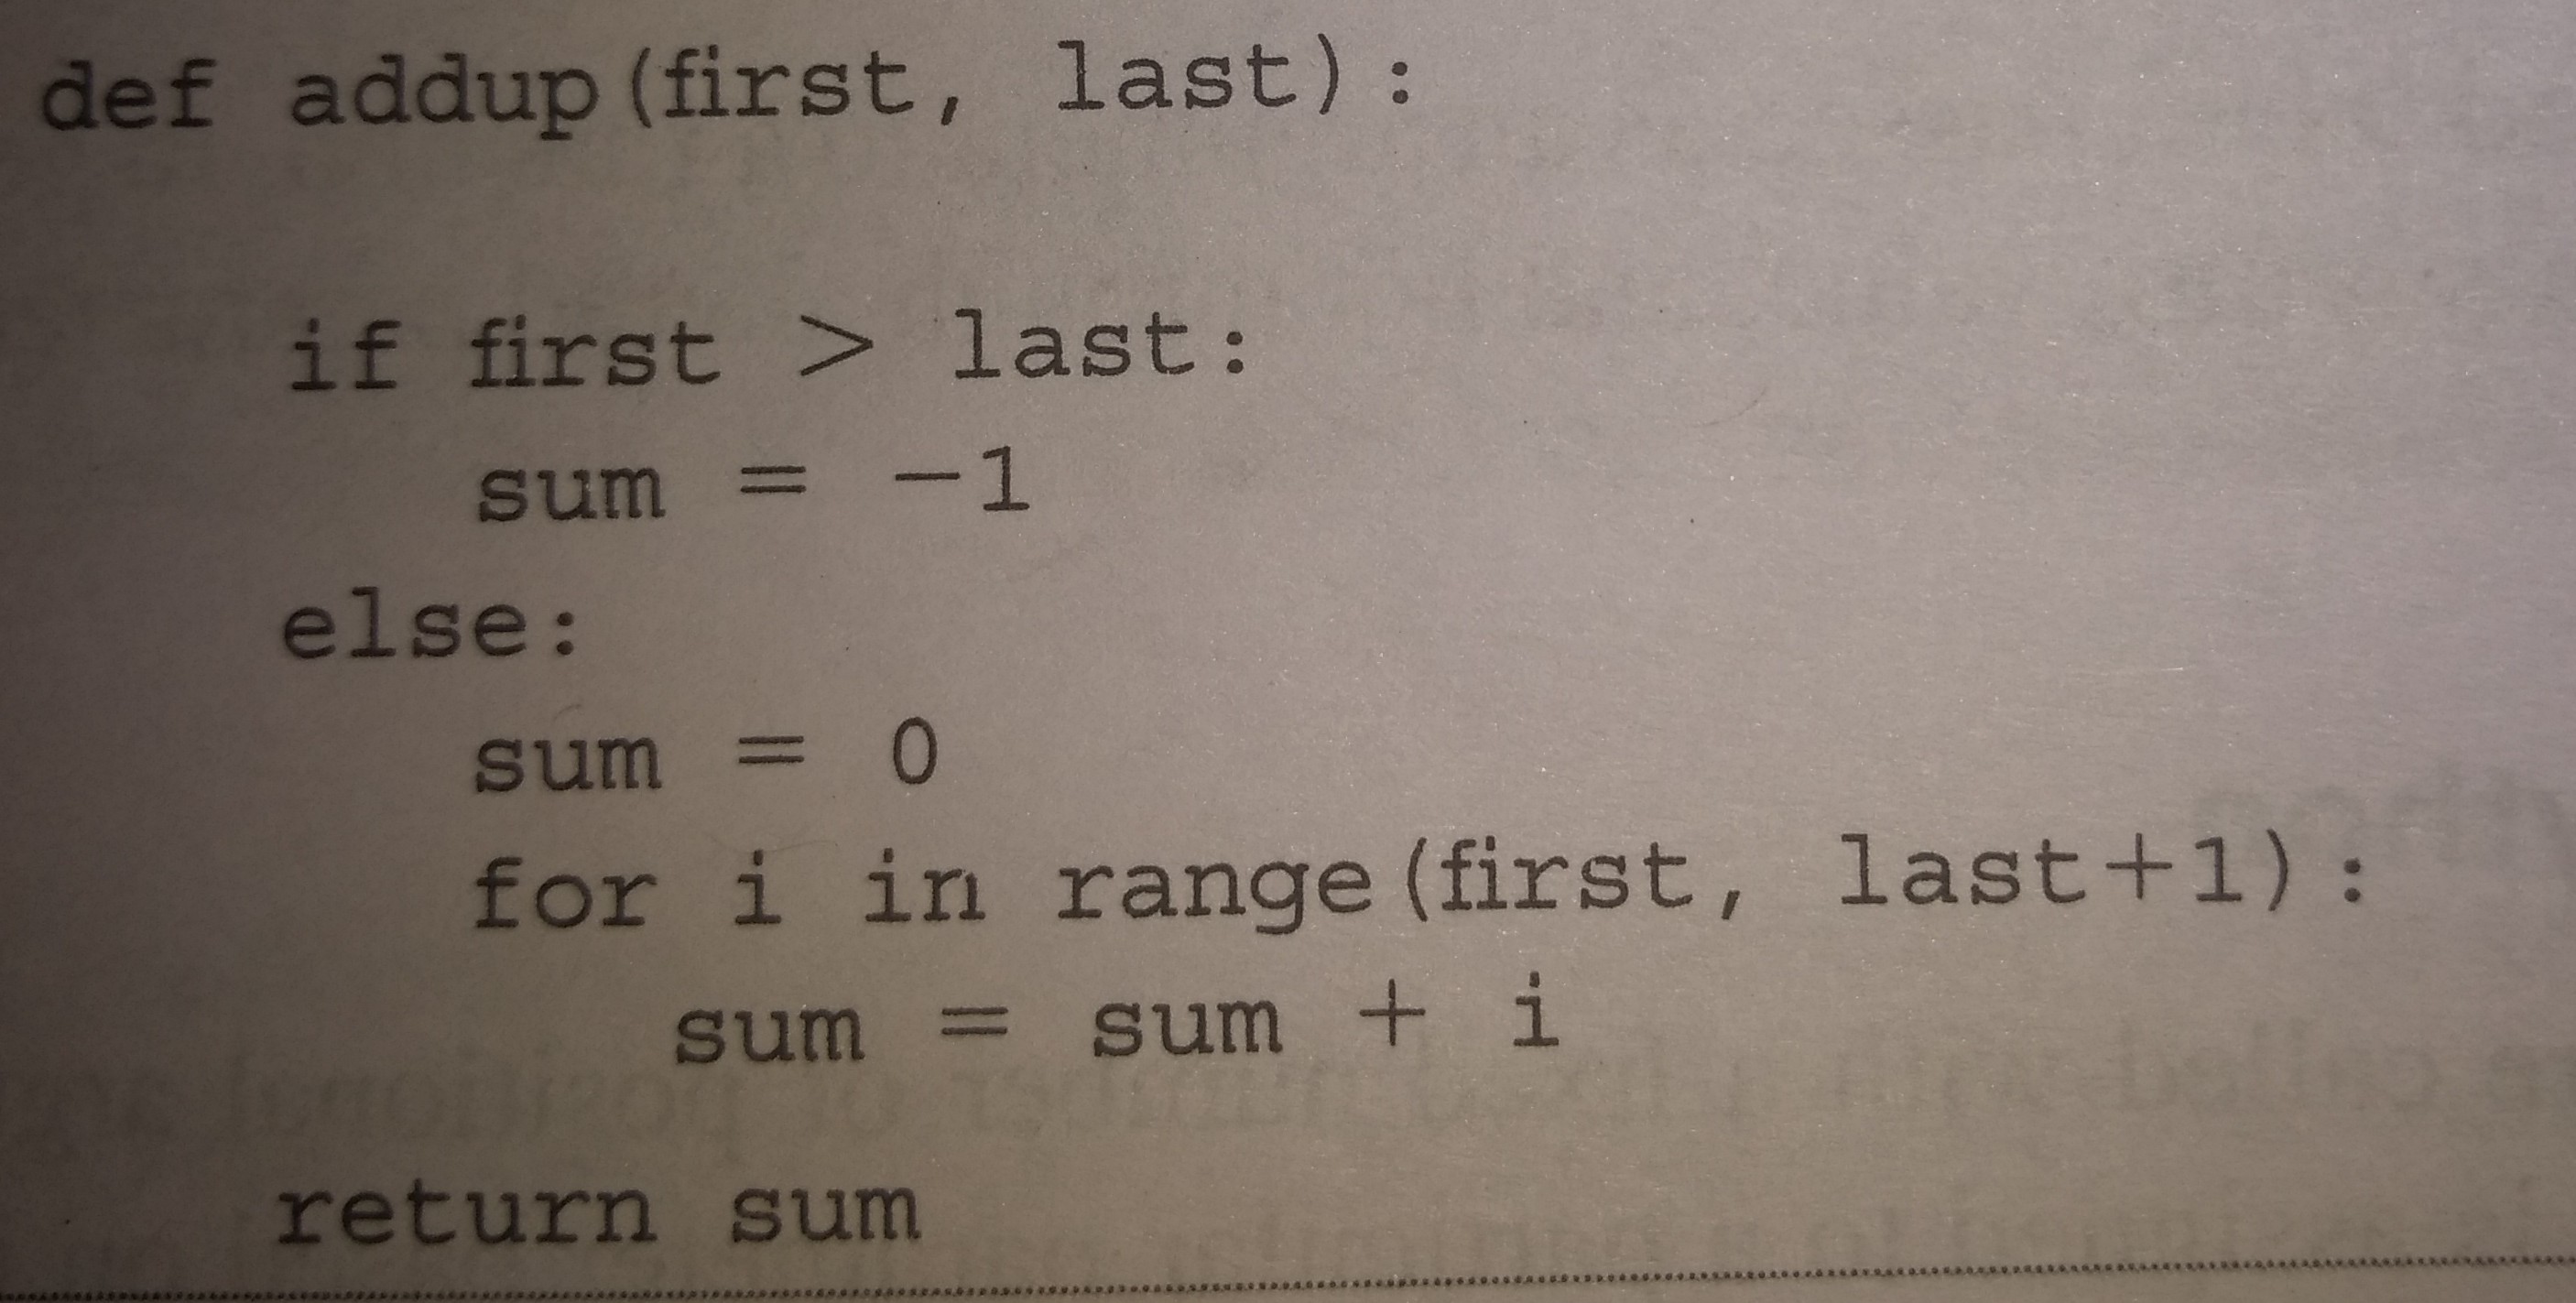 def addup(first, last):
if first > last:
sum = -1
else:
sum = 0
for i in range(first, last+1):
sum = sum + i
return sum